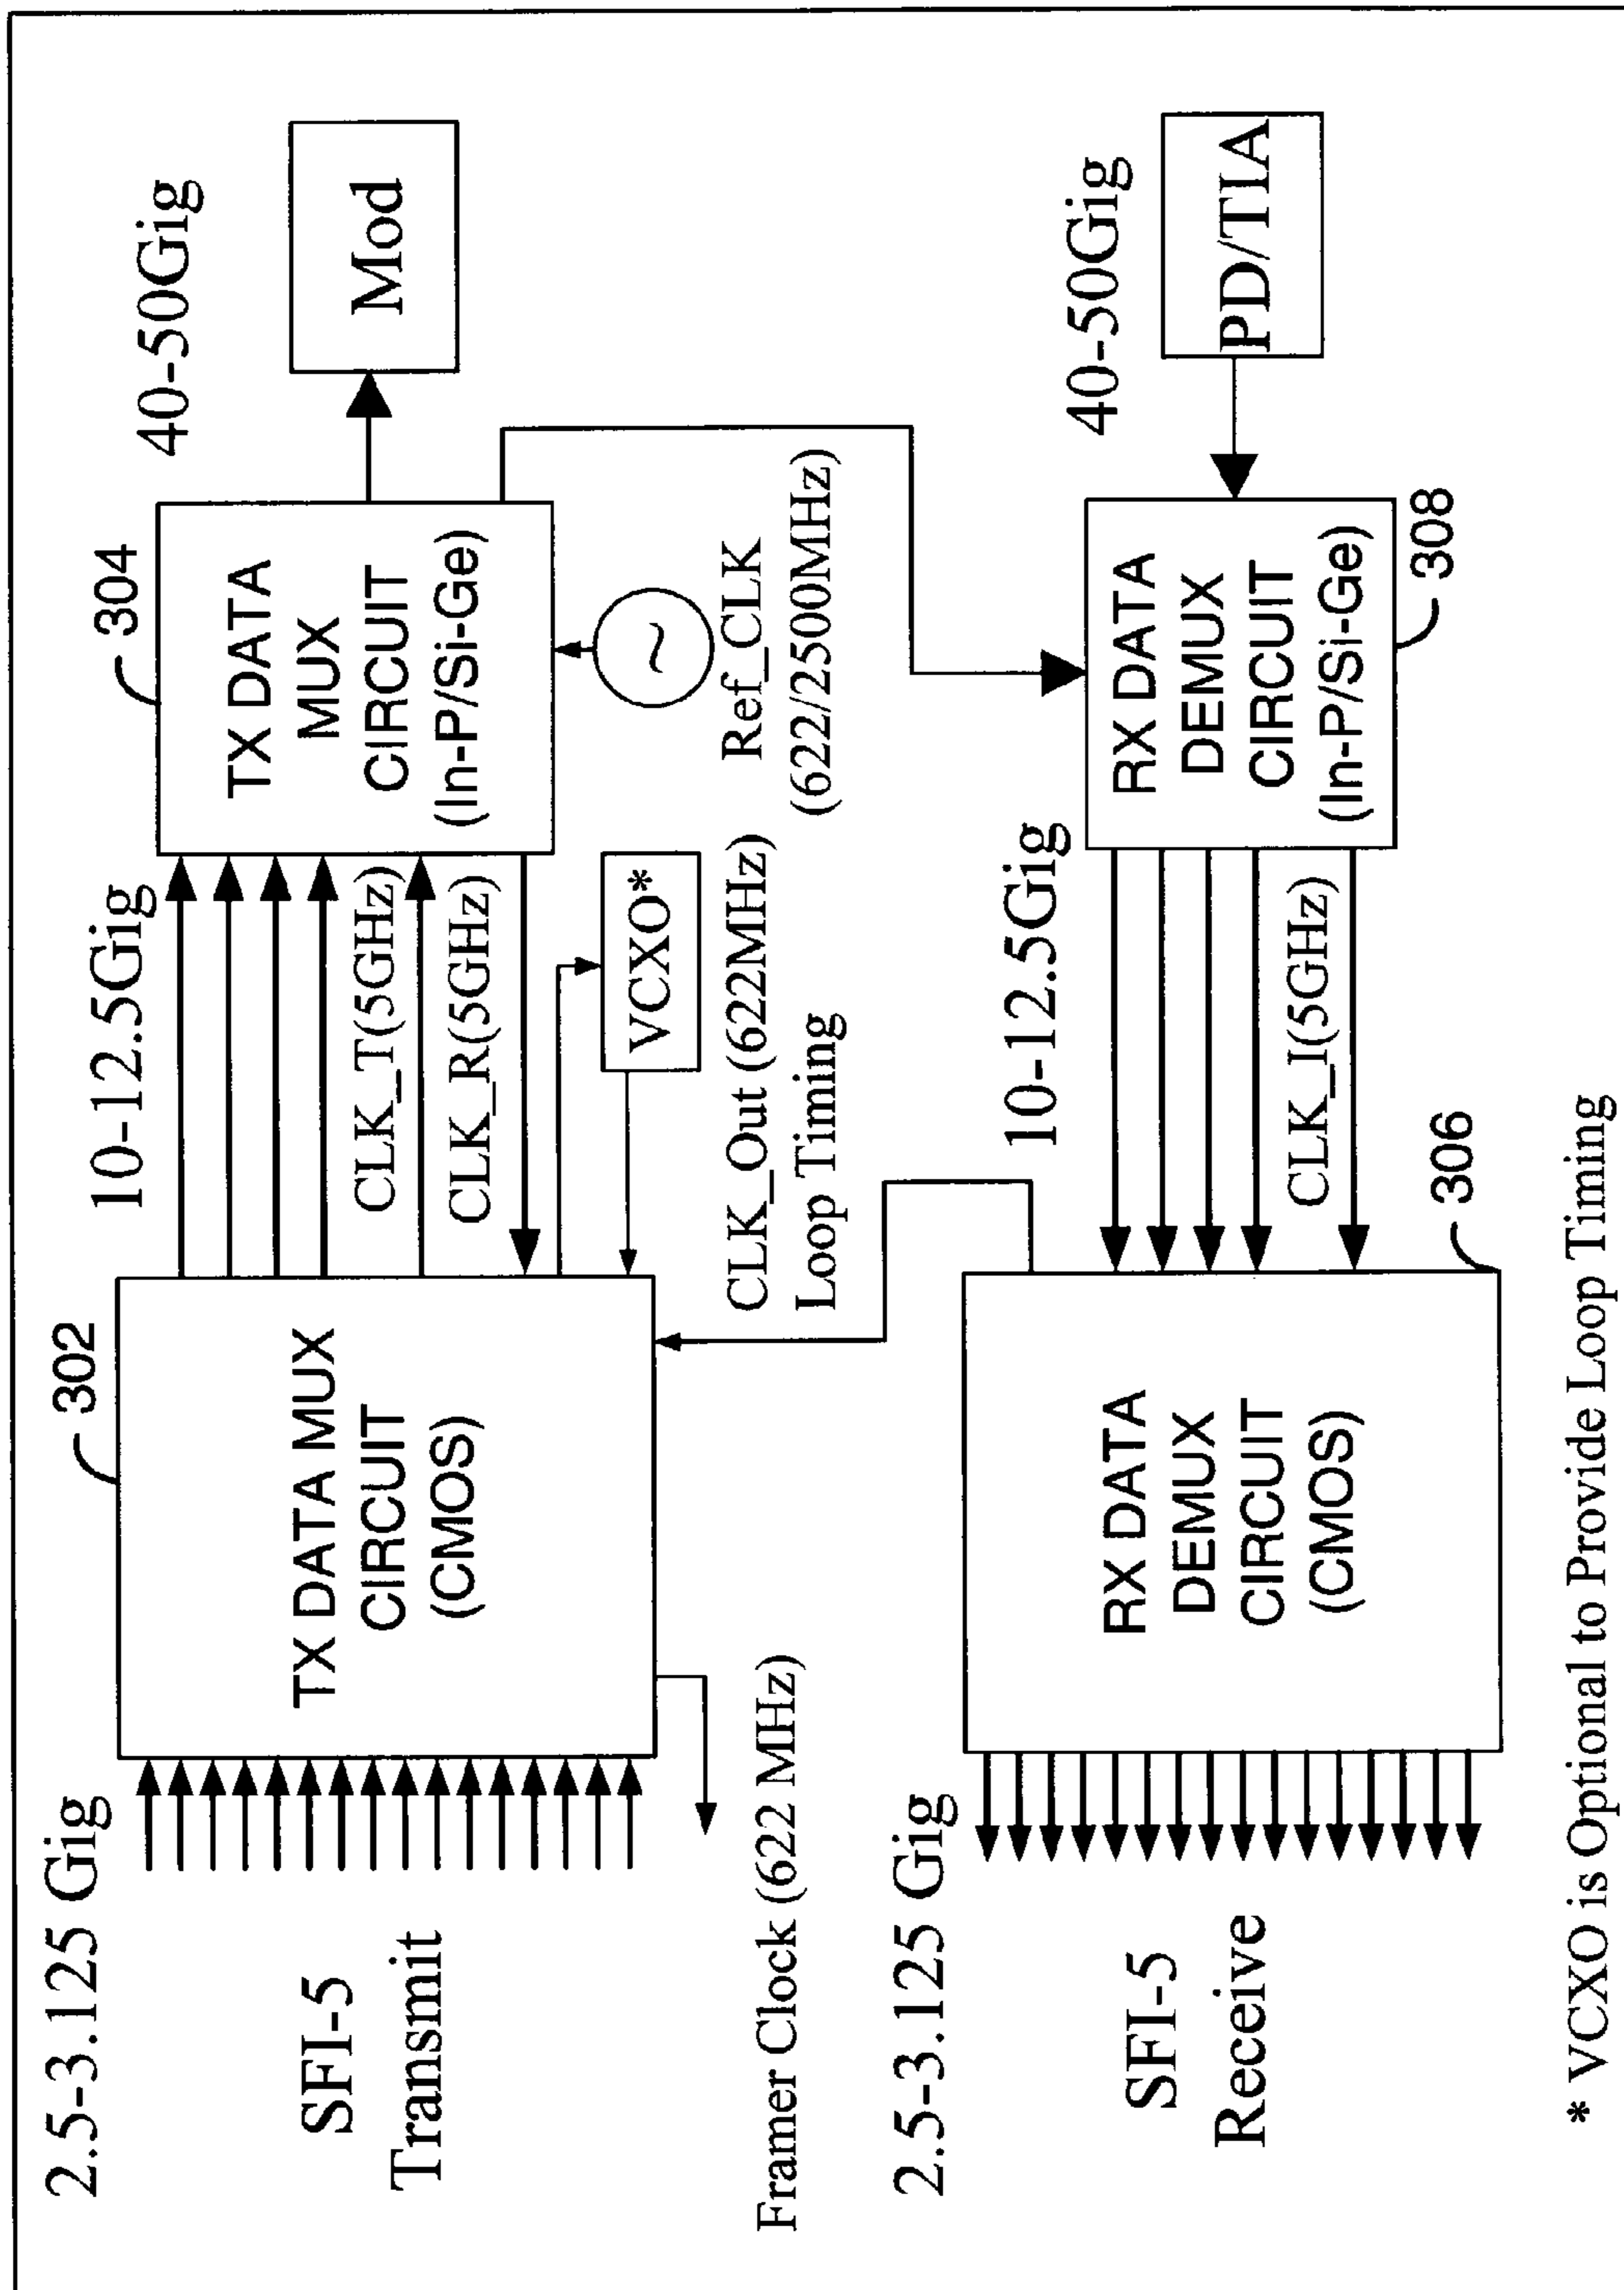 2.5-3.125 Gig
SFI-5
Transmit
302
TX DATA MUX
CIRCUIT
(CMOS)
Framer Clock (622 MHz)
10-12.5Gig
CLK_T(5GHz)
CLK_R(5GHz)
VCXO*
CLK_Out (622MHz)
Loop Timing
304
TX DATA
MUX
CIRCUIT
(In-P/Si-Ge)
~
Ref_CLK
(622/2500MHz)
40-50Gig
Mod
2.5-3.125 Gig
SFI-5
Receive
RX DATA
DEMUX
CIRCUIT
(CMOS)
306
10-12.5Gig
CLK_I(5GHz)
RX DATA
DEMUX
CIRCUIT
(In-P/Si-Ge)
308
40-50Gig
PD/TIA
* VCXO is Optional to Provide Loop Timing